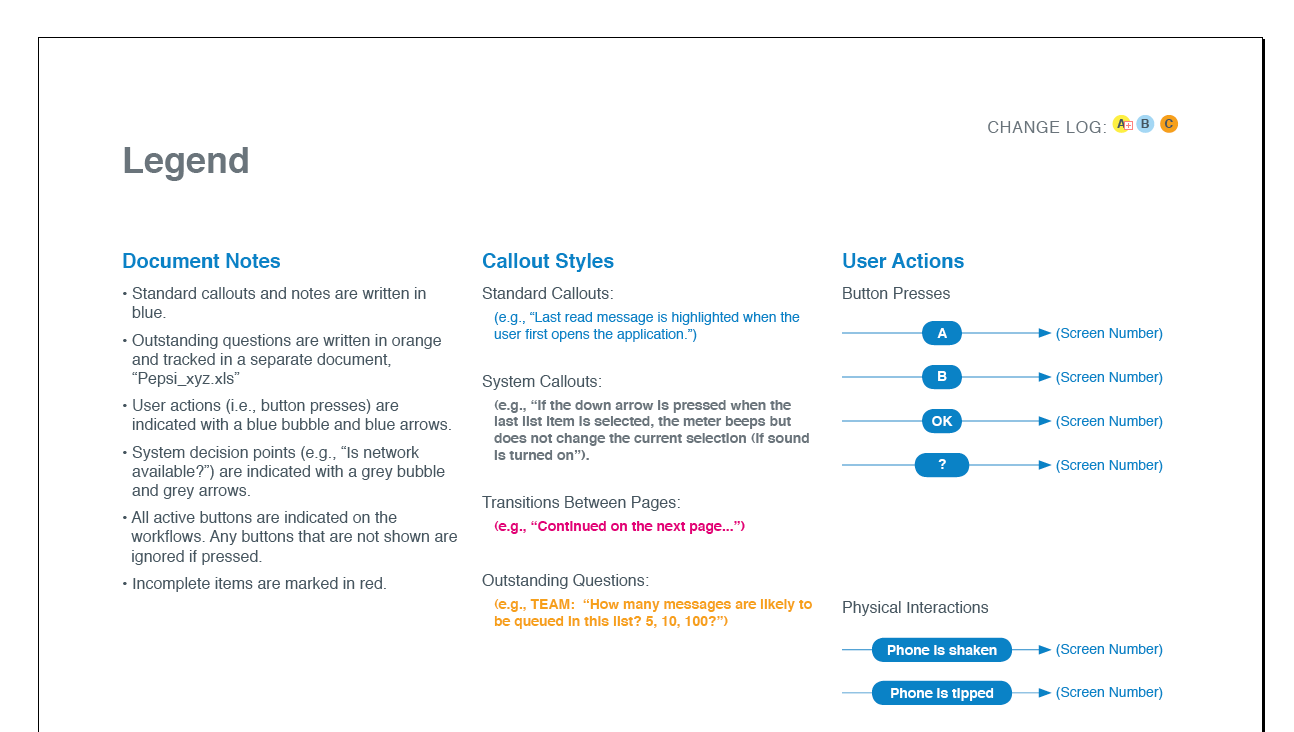 CHANGE LOG: A B C
Legend
Document Notes
• Standard callouts and notes are written in
blue.
• Outstanding questions are written in orange
and tracked in a separate document,
“Pepsi_xyz.xls”
• User actions (i.e., button presses) are
indicated with a blue bubble and blue arrows.
• System decision points (e.g., “Is network
available?”) are indicated with a grey bubble
and grey arrows.
• All active buttons are indicated on the
workflows. Any buttons that are not shown are
ignored if pressed.
• Incomplete items are marked in red.
Callout Styles
Standard Callouts:
(e.g., “Last read message is highlighted when the
user first opens the application.”)
System Callouts:
(e.g., “If the down arrow is pressed when the
last list item is selected, the meter beeps but
does not change the current selection (if sound
is turned on”).
Transitions Between Pages:
(e.g., “Continued on the next page...”)
Outstanding Questions:
(e.g., TEAM: “How many messages are likely to
be queued in this list? 5, 10, 100?”)
User Actions
Button Presses
A (Screen Number)
B (Screen Number)
OK (Screen Number)
? (Screen Number)
Physical Interactions
Phone is shaken (Screen Number)
Phone is tipped (Screen Number)